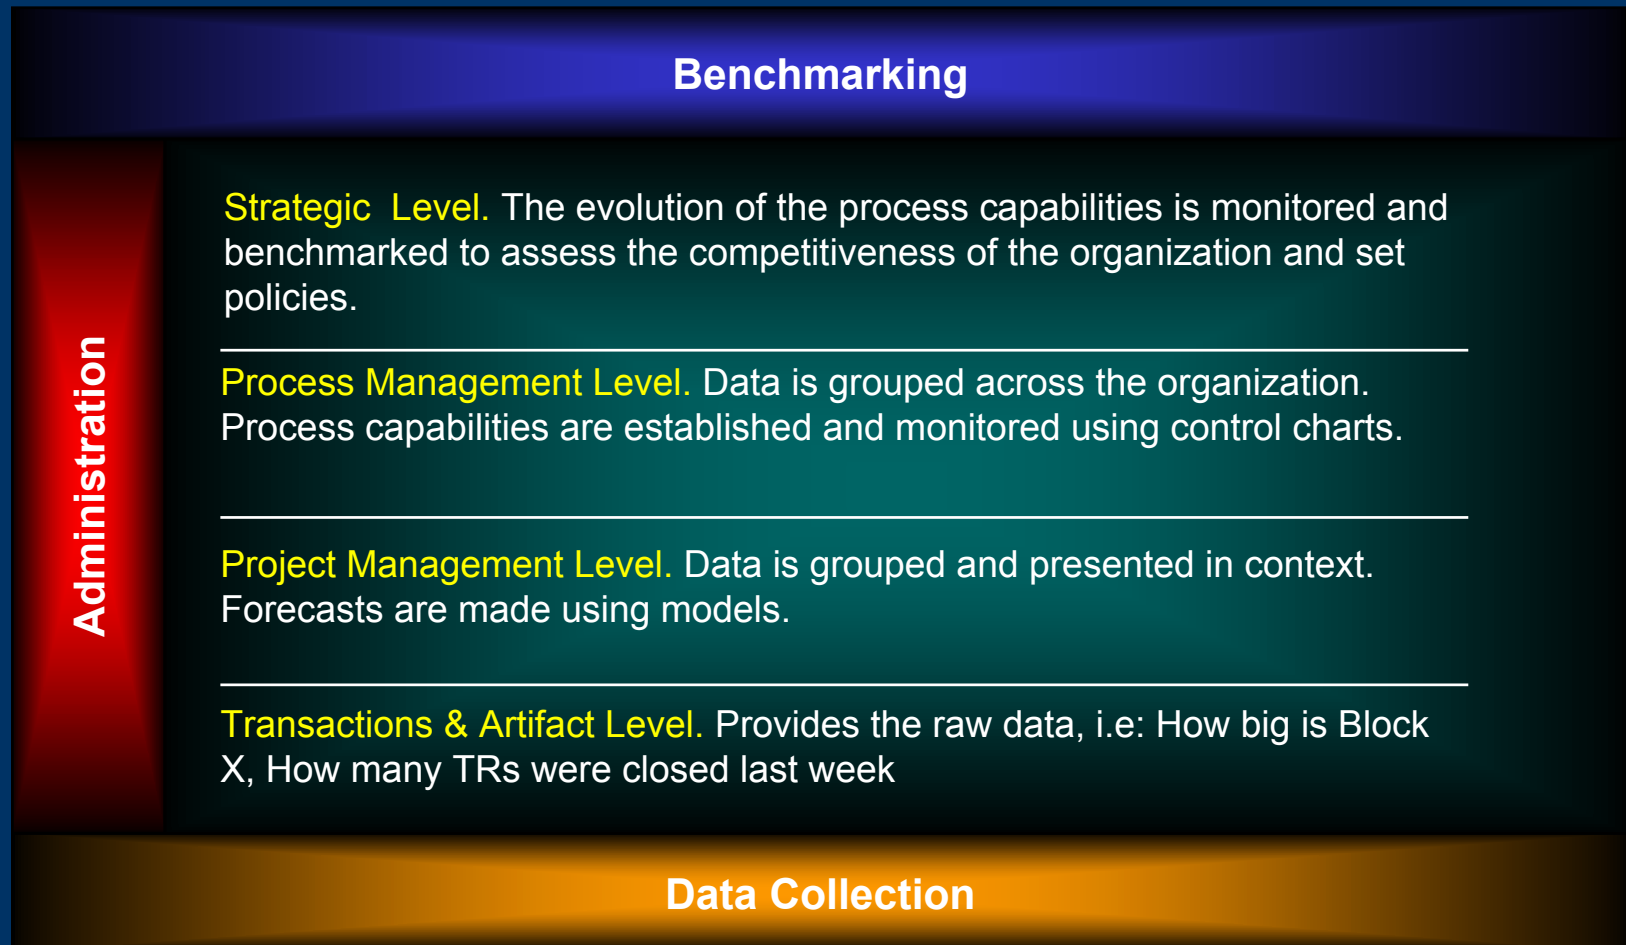 Benchmarking
Administration
Strategic  Level. The evolution of the process capabilities is monitored and
benchmarked to assess the competitiveness of the organization and set
policies.
Process Management Level. Data is grouped across the organization.
Process capabilities are established and monitored using control charts.
Project Management Level. Data is grouped and presented in context.
Forecasts are made using models.
Transactions & Artifact Level. Provides the raw data, i.e: How big is Block
X, How many TRs were closed last week
Data Collection